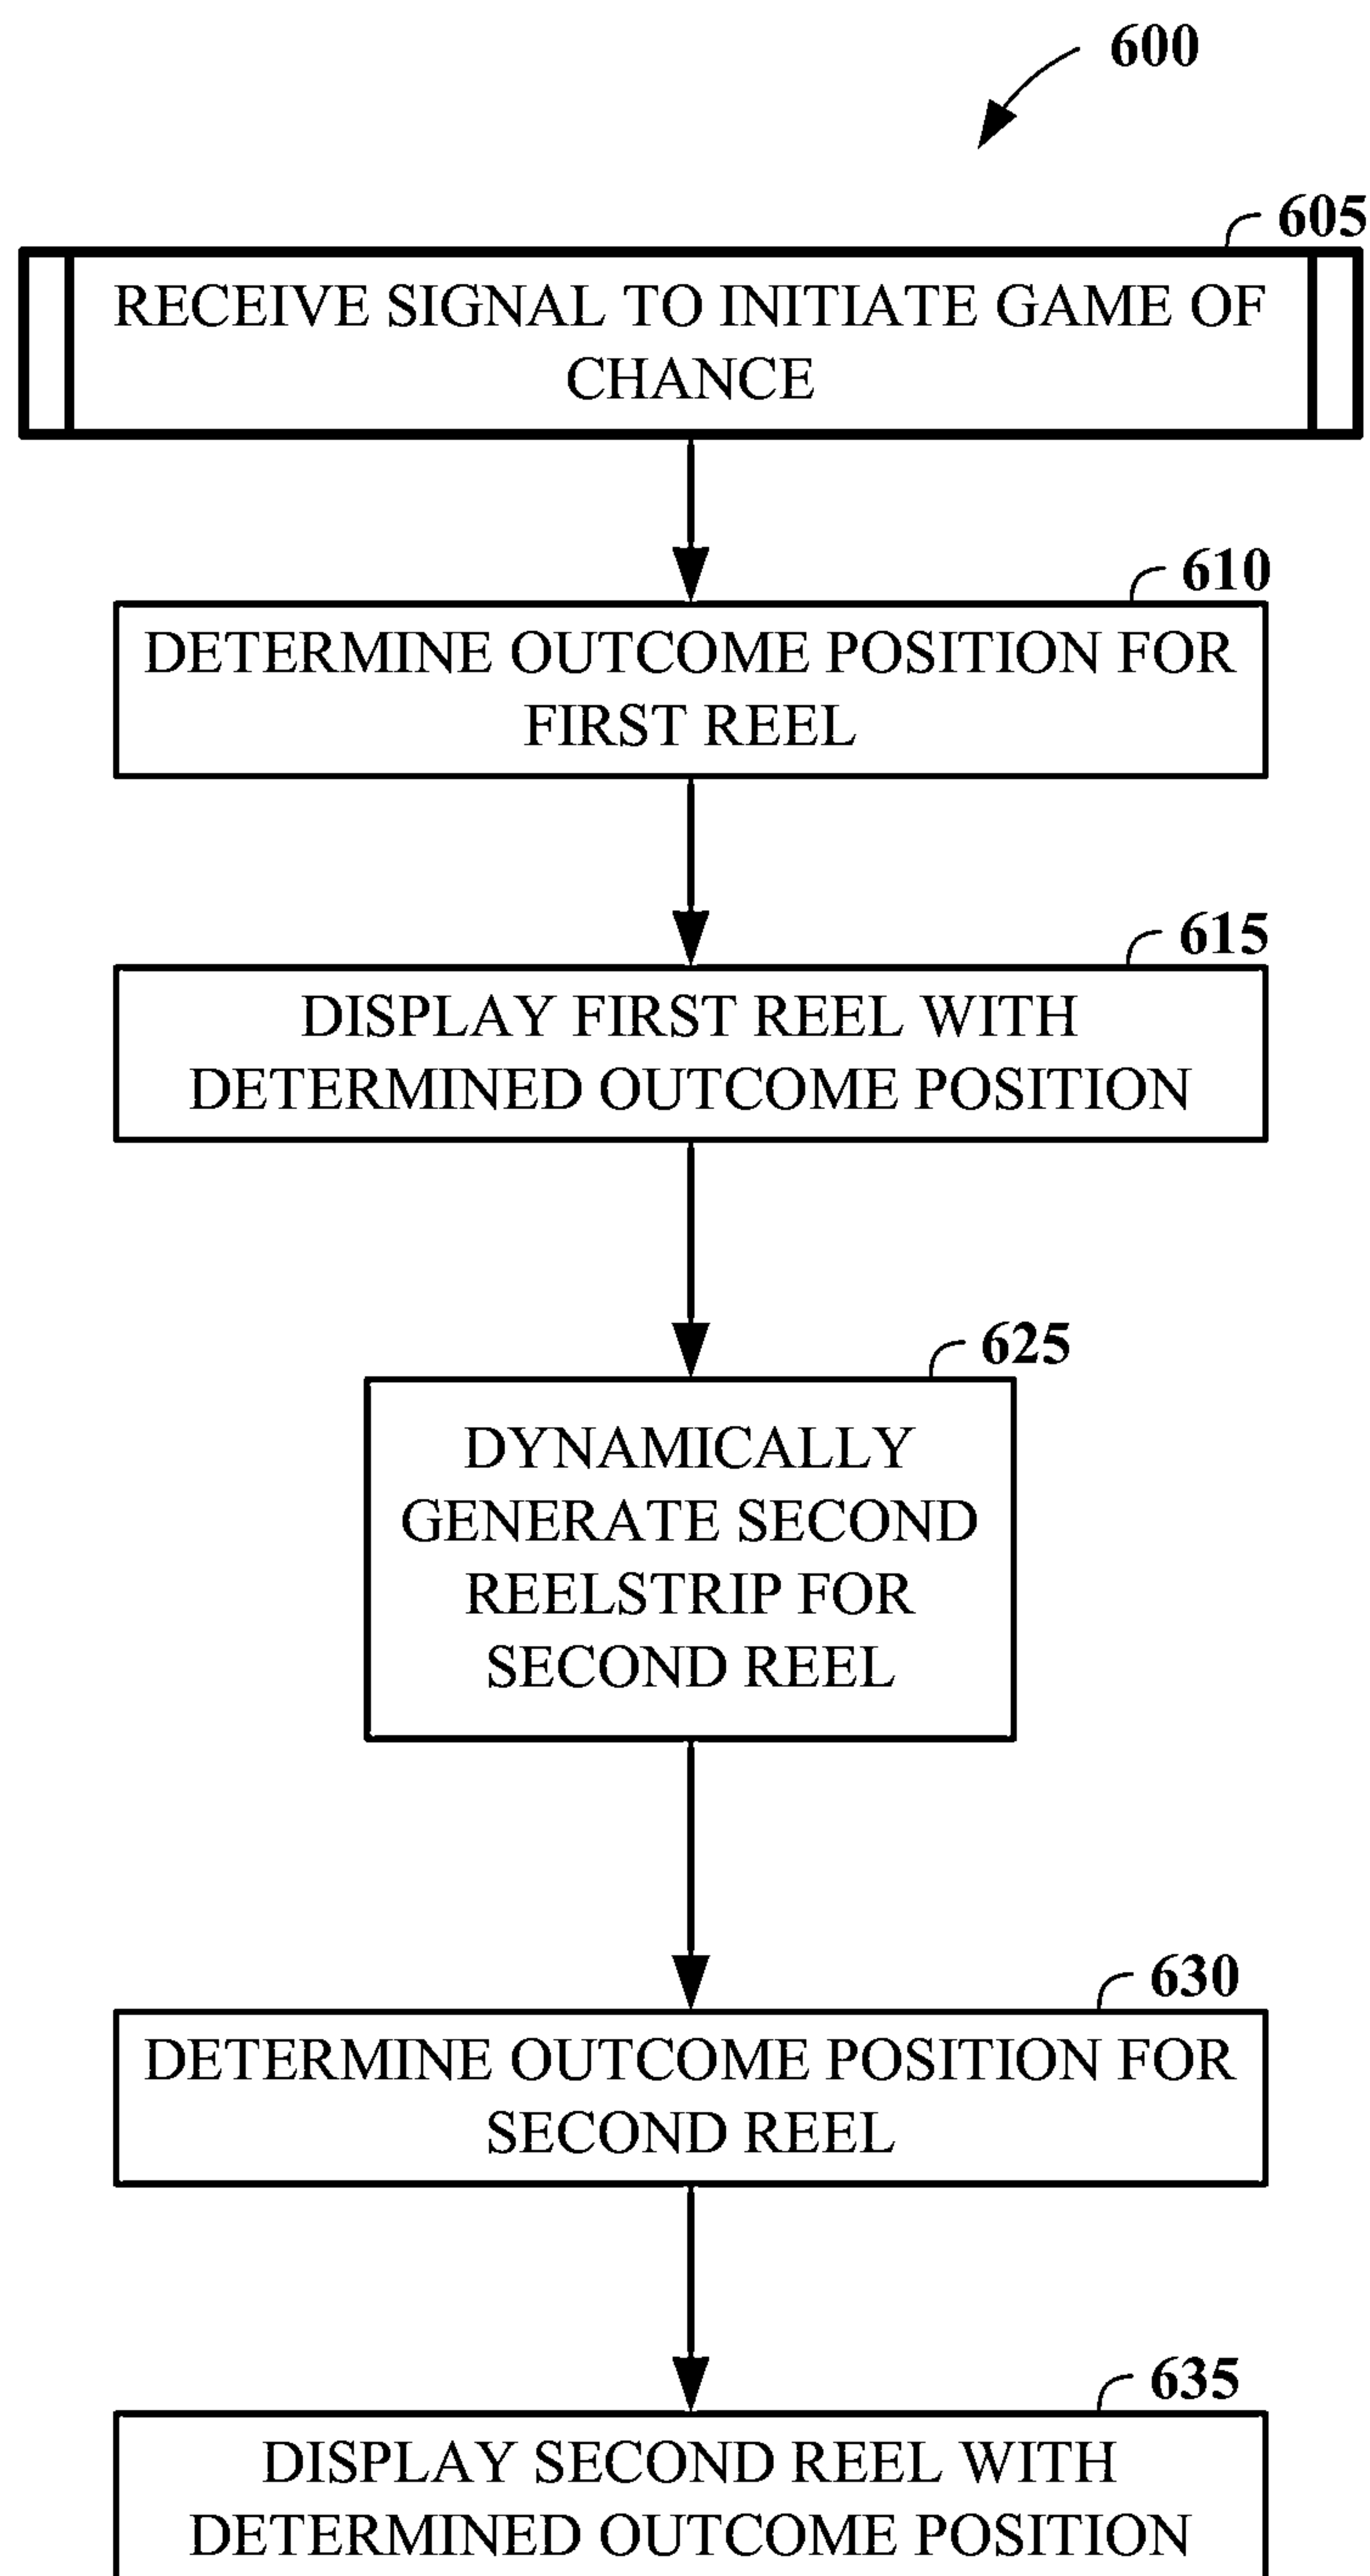 600
605
RECEIVE SIGNAL TO INITIATE GAME OF
CHANCE
610
DETERMINE OUTCOME POSITION FOR
FIRST REEL
615
DISPLAY FIRST REEL WITH
DETERMINED OUTCOME POSITION
625
DYNAMICALLY
GENERATE SECOND
REELSTRIP FOR
SECOND REEL
630
DETERMINE OUTCOME POSITION FOR
SECOND REEL
635
DISPLAY SECOND REEL WITH
DETERMINED OUTCOME POSITION